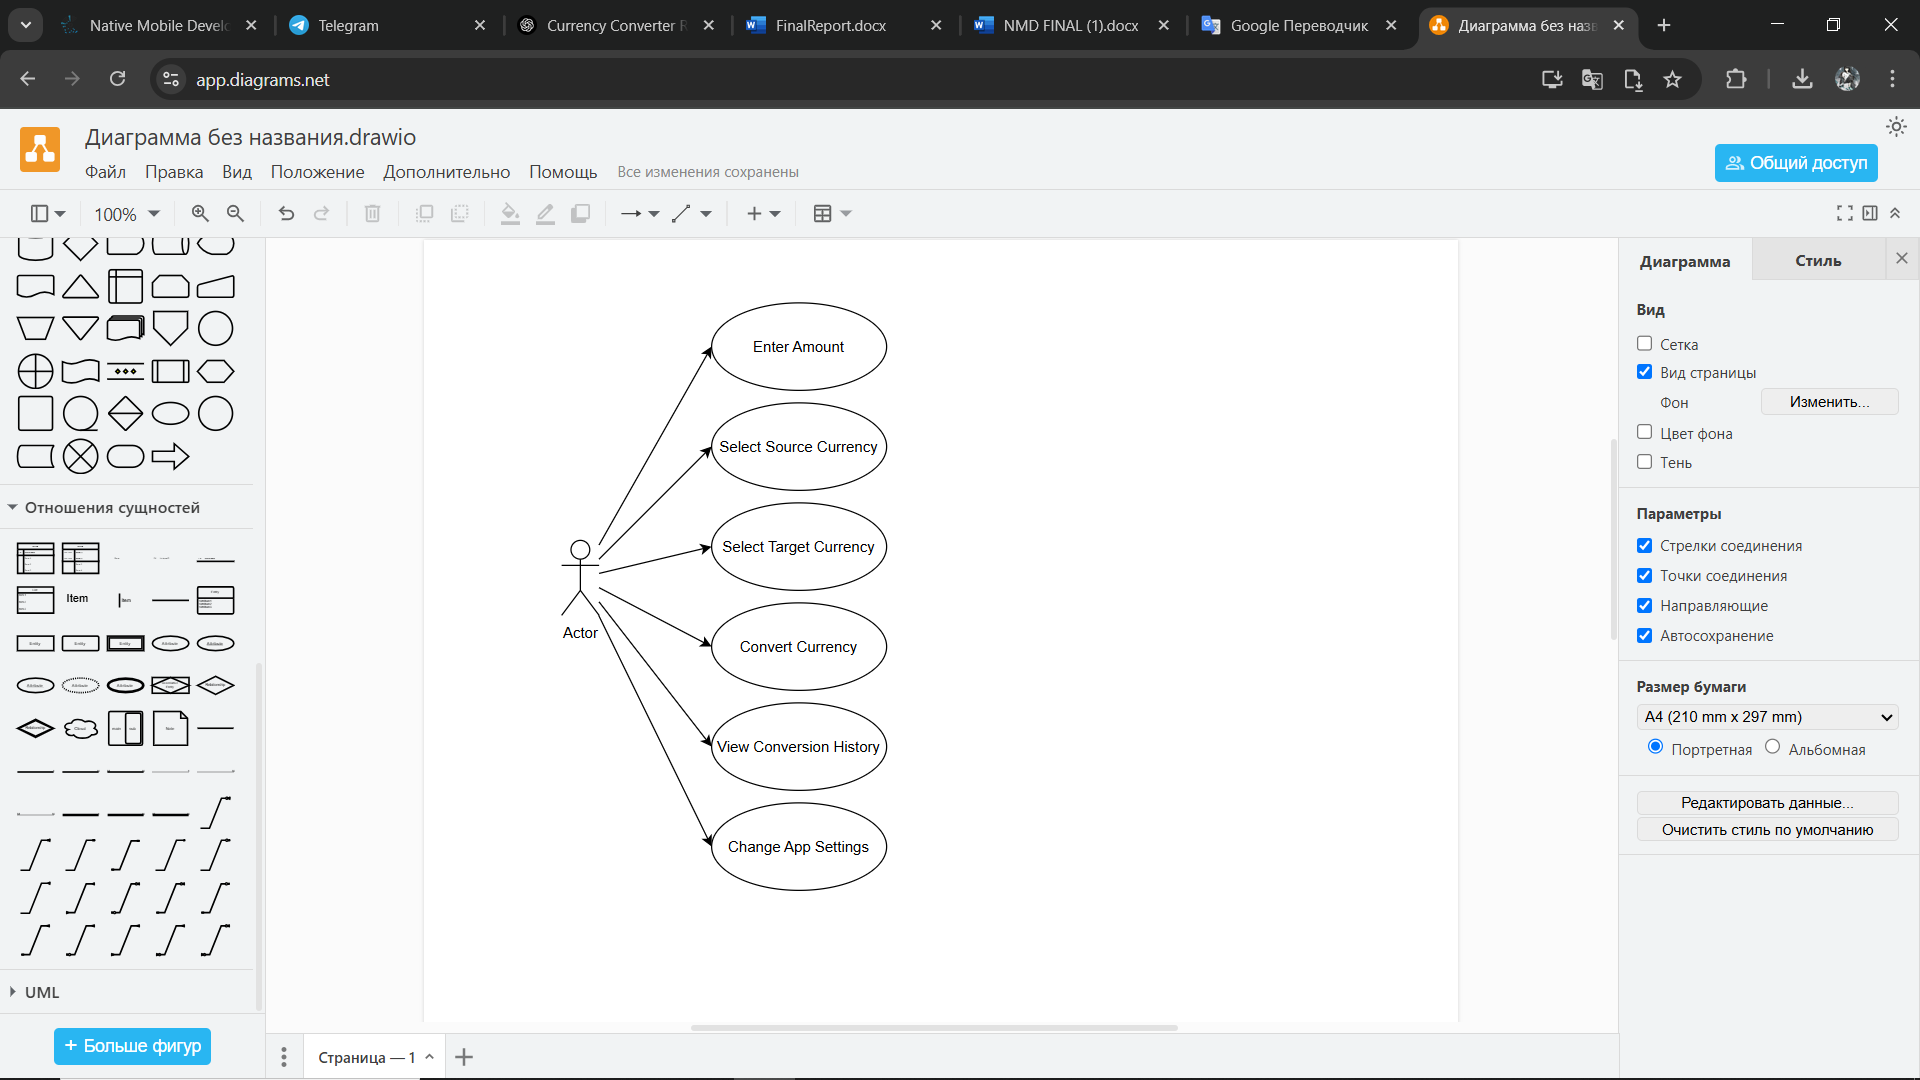 Native Mobile Develo
Telegram
Currency Converter R
FinalReport.docx
NMD FINAL (1).docx
Google Переводчик
Диаграмма без назв
app.diagrams.net
Диаграмма без названия.drawio
Файл Правка Вид Положение Дополнительно Помощь Все изменения сохранены
Общий доступ
100%
Отношения сущностей
Item
UML
+ Больше фигур
Enter Amount
Select Source Currency
Select Target Currency
Convert Currency
View Conversion History
Change App Settings
Actor
Страница — 1
Диаграмма
Стиль
Вид
Сетка
Вид страницы
Фон
Изменить...
Цвет фона
Тень
Параметры
Стрелки соединения
Точки соединения
Направляющие
Автосохранение
Размер бумаги
A4 (210 mm x 297 mm)
Портретная Альбомная
Редактировать данные...
Очистить стиль по умолчанию